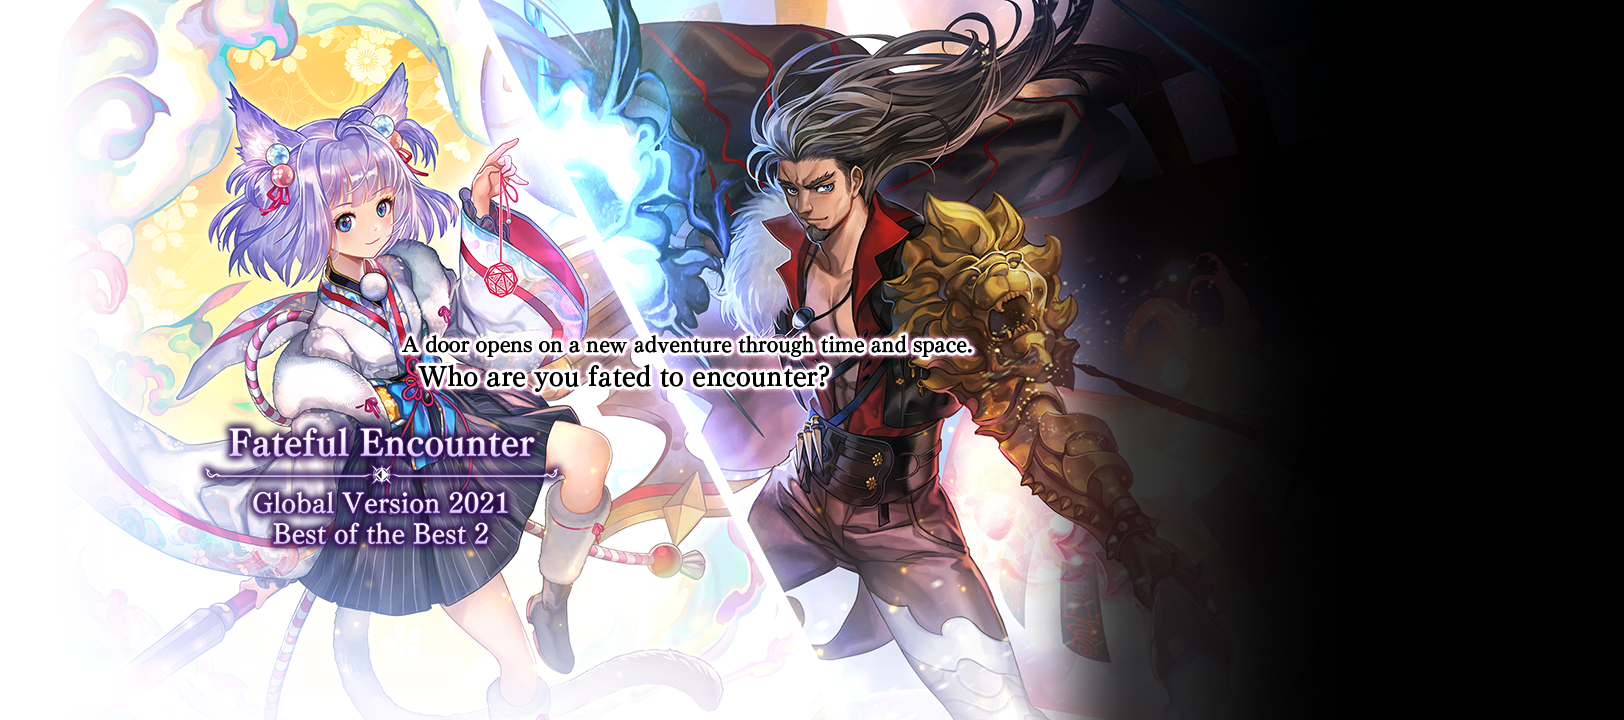 A door opens on a new adventure through time and space.
Who are you fated to encounter?
Fateful Encounter
Global Version 2021
Best of the Best 2